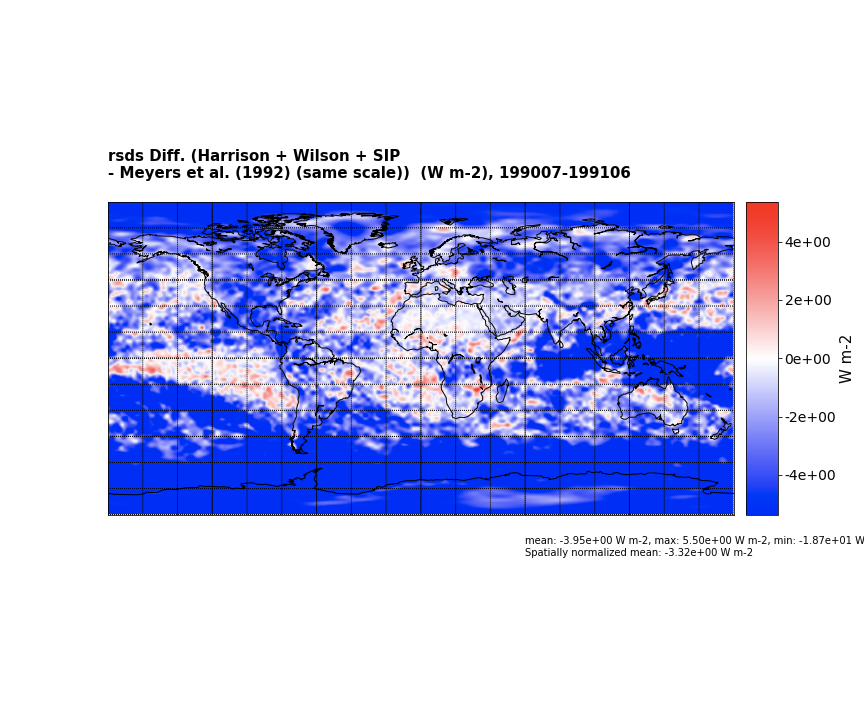 rsds Diff. (Harrison + Wilson + SIP
- Meyers et al. (1992) (same scale))  (W m-2), 199007-199106
4e+00
2e+00
0e+00
-2e+00
-4e+00
W m-2
mean: -3.95e+00 W m-2, max: 5.50e+00 W m-2, min: -1.87e+01 W
Spatially normalized mean: -3.32e+00 W m-2